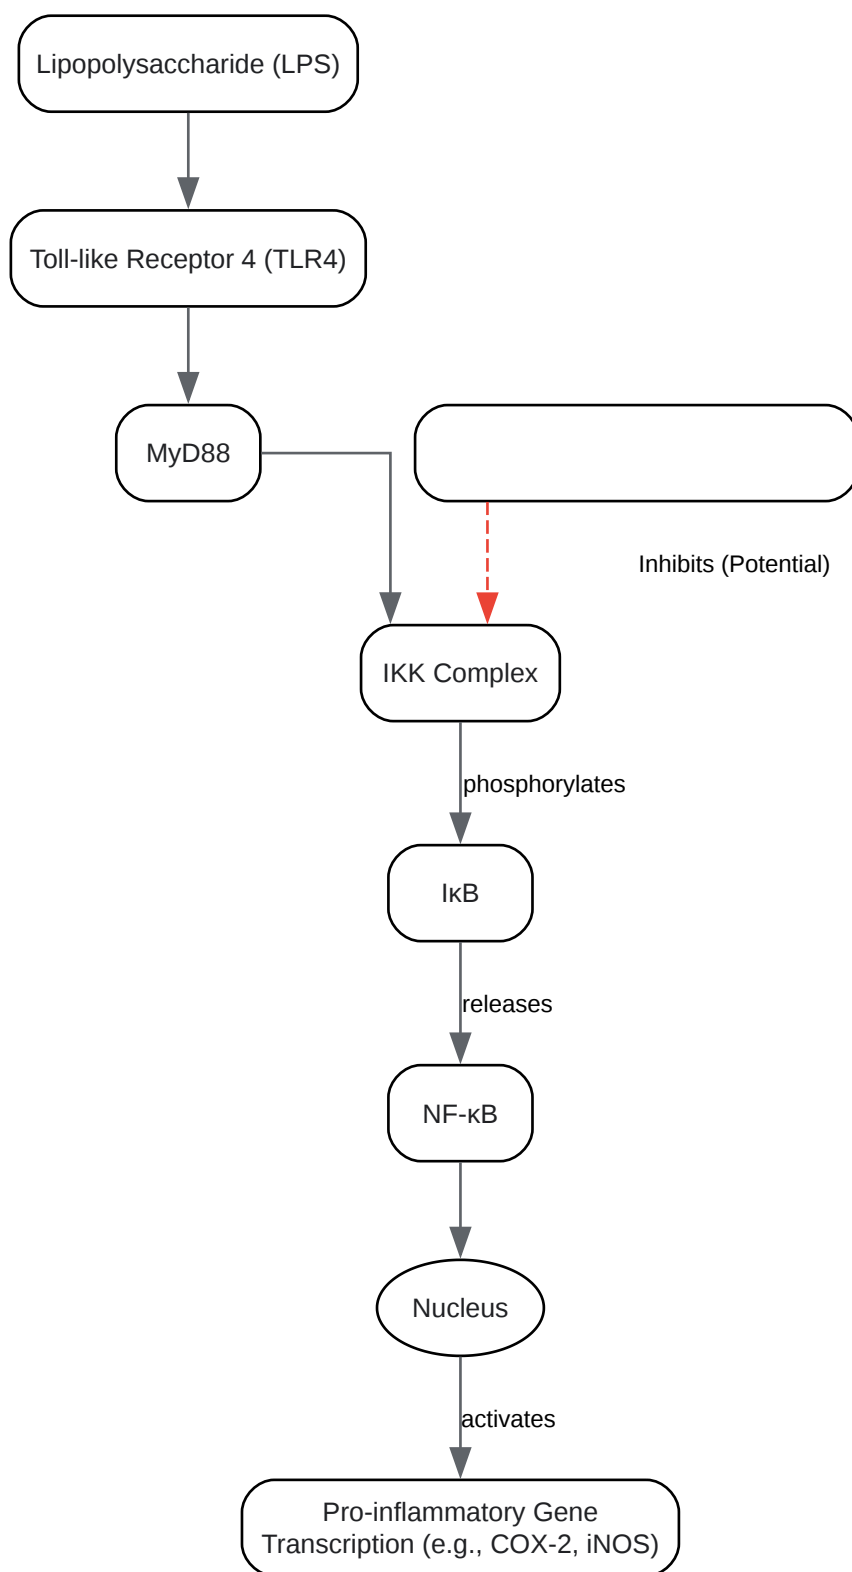 Lipopolysaccharide (LPS)
Toll-like Receptor 4 (TLR4)
MyD88
Inhibits (Potential)
IKK Complex
phosphorylates
IκB
releases
NF-κB
Nucleus
activates
Pro-inflammatory Gene
Transcription (e.g., COX-2, iNOS)